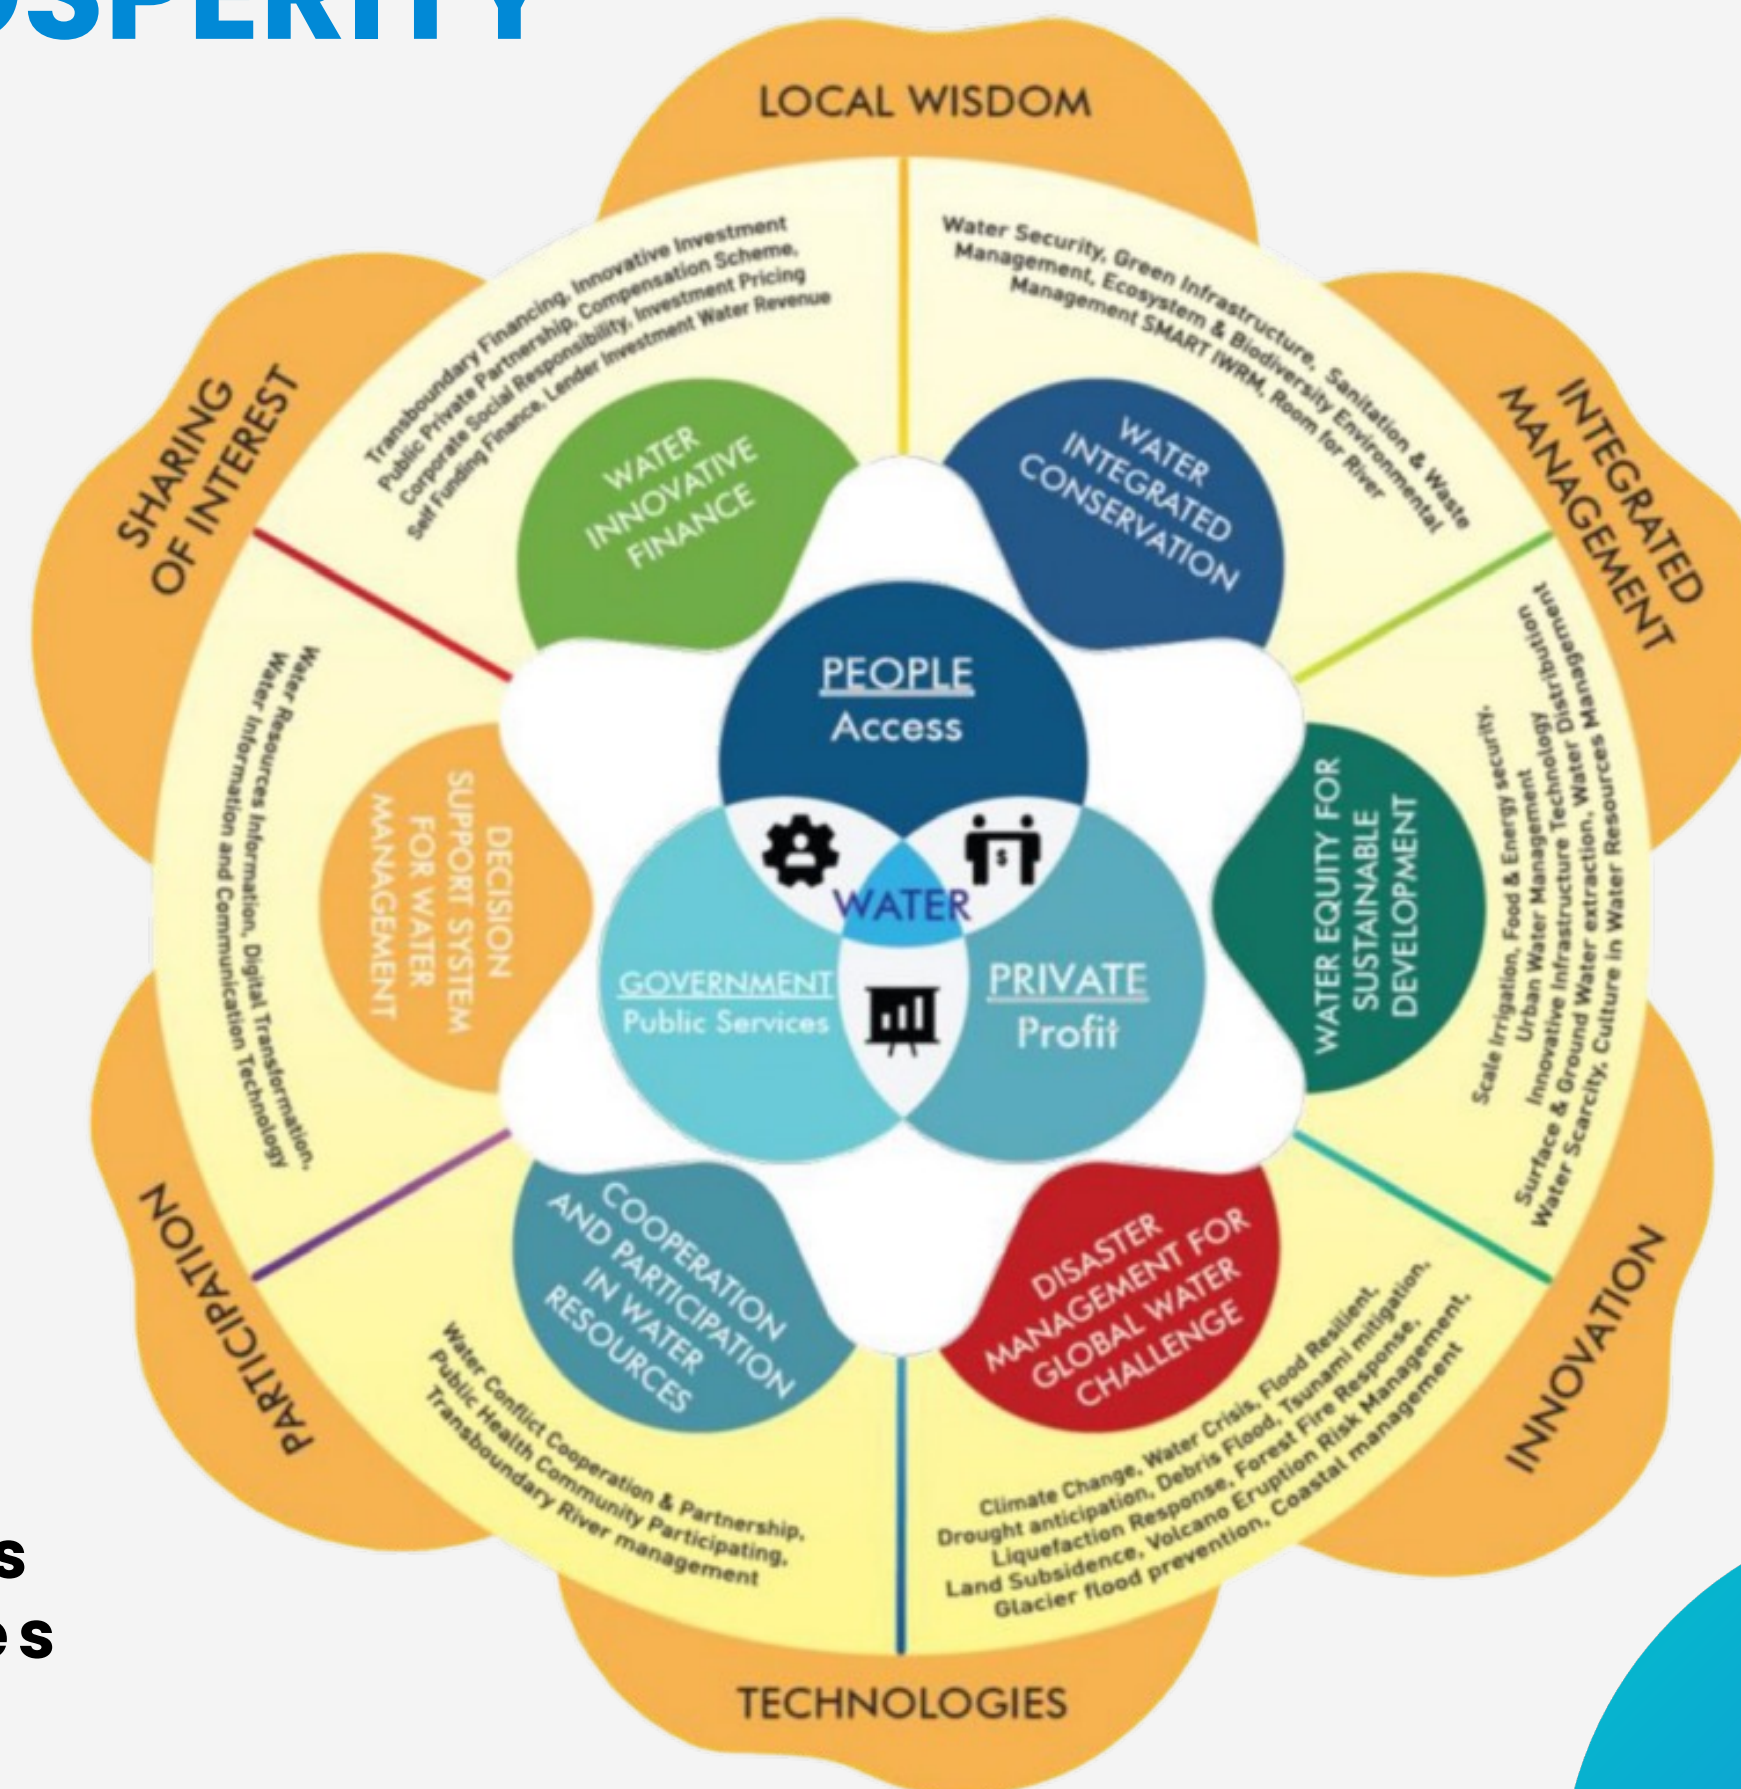 OSPERITY
LOCAL WISDOM
INTEGRATED
MANAGEMENT
INNOVATION
TECHNOLOGIES
PARTICIPATION
SHARING
OF INTEREST
Water Security, Green Infrastructure, Sanitation & Waste
Management, Ecosystem & Biodiversity Environmental
Management SMART IWRM, Room for River
WATER
INTEGRATED
CONSERVATION
Scale Irrigation, Food & Energy security.
Urban Water Management
Innovative Infrastructure Technology
Surface & Ground Water extraction, Water Distribution
Water Scarcity, Culture in Water Resources Management
WATER EQUITY FOR
SUSTAINABLE
DEVELOPMENT
DISASTER
MANAGEMENT FOR
GLOBAL WATER
CHALLENGE
Climate Change, Water Crisis, Flood Resilient,
Drought anticipation, Debris Flood, Tsunami mitigation,
Liquefaction Response, Forest Fire Response,
Land Subsidence, Volcano Eruption Risk Management,
Glacier flood prevention, Coastal management
COOPERATION
AND PARTICIPATION
IN WATER
RESOURCES
Water Conflict Cooperation & Partnership,
Public Health Community Participating,
Transboundary River management
DECISION
SUPPORT SYSTEM
FOR WATER
MANAGEMENT
Water Resources Information, Digital Transformation,
Water Information and Communication Technology
Transboundary Financing, Innovative Investment
Public Private Partnership, Compensation Scheme,
Corporate Social Responsibility, Investment Pricing
Self Funding Finance, Lender Investment Water Revenue
WATER
INNOVATIVE
FINANCE
PEOPLE
Access
$
WATER
GOVERNMENT
Public Services
PRIVATE
Profit
s
es